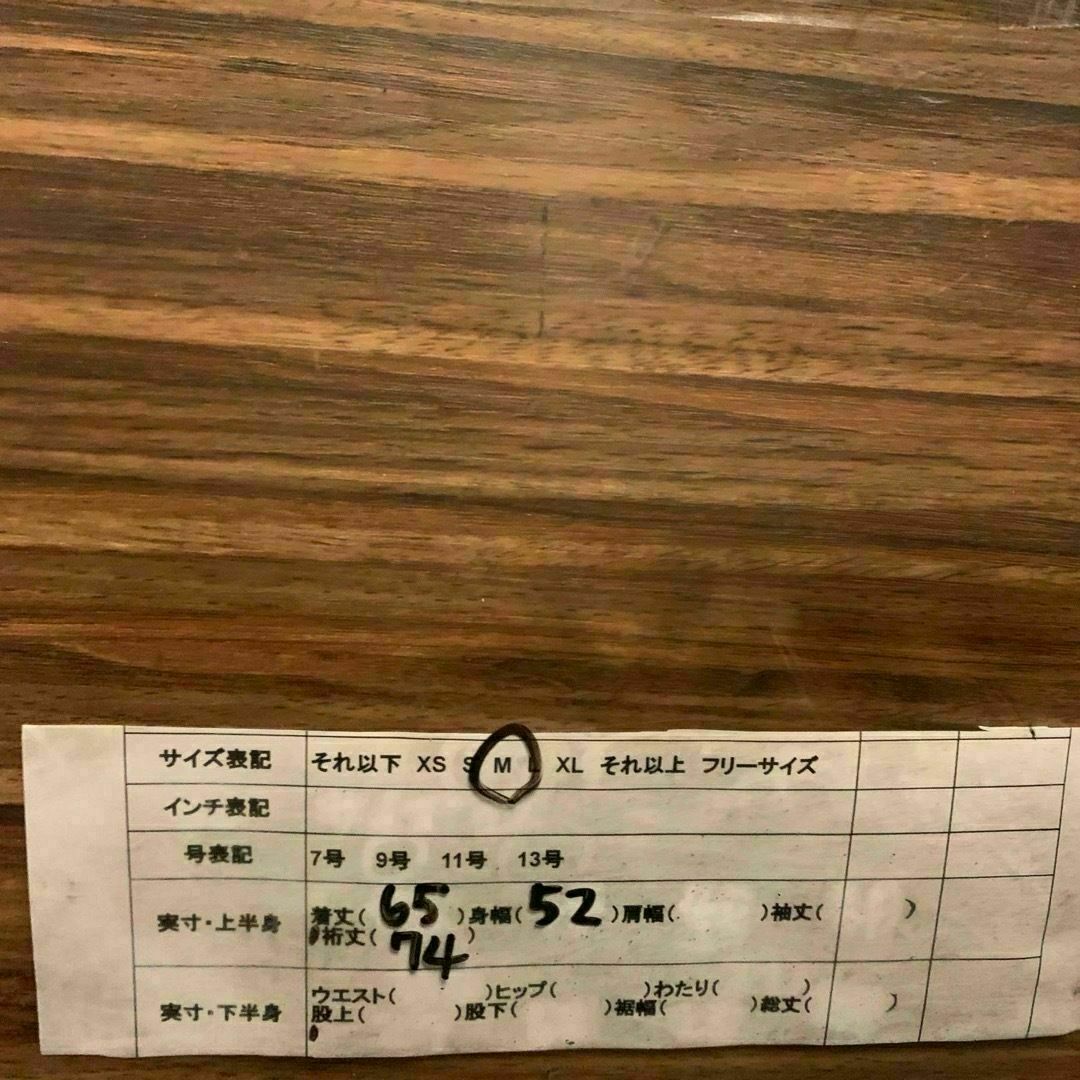 サイズ表記 それ以下 XS S M L XL それ以上 フリーサイズ
インチ表記
号表記 7号 9号 11号 13号
実寸・上半身 着丈( 65 )身幅( 52 )肩幅( )袖丈( )
裄丈( 74 )
実寸・下半身 ウエスト( )ヒップ( )わたり( )
股上( )股下( )裾幅( )総丈( )